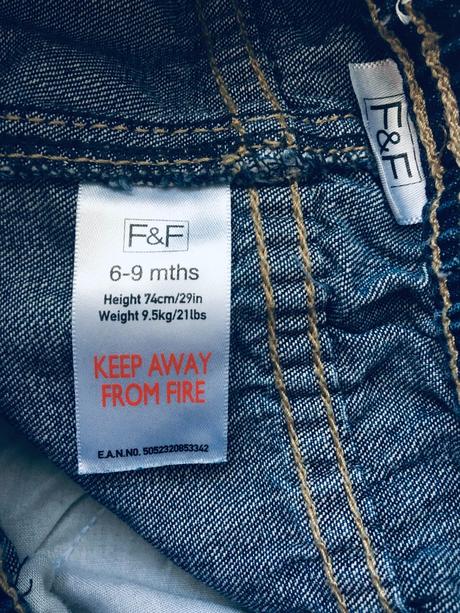 F&F
F&F
6-9 mths
Height 74cm/29in
Weight 9.5kg/21lbs
KEEP AWAY
FROM FIRE
E.A.N.NO. 5052320853342